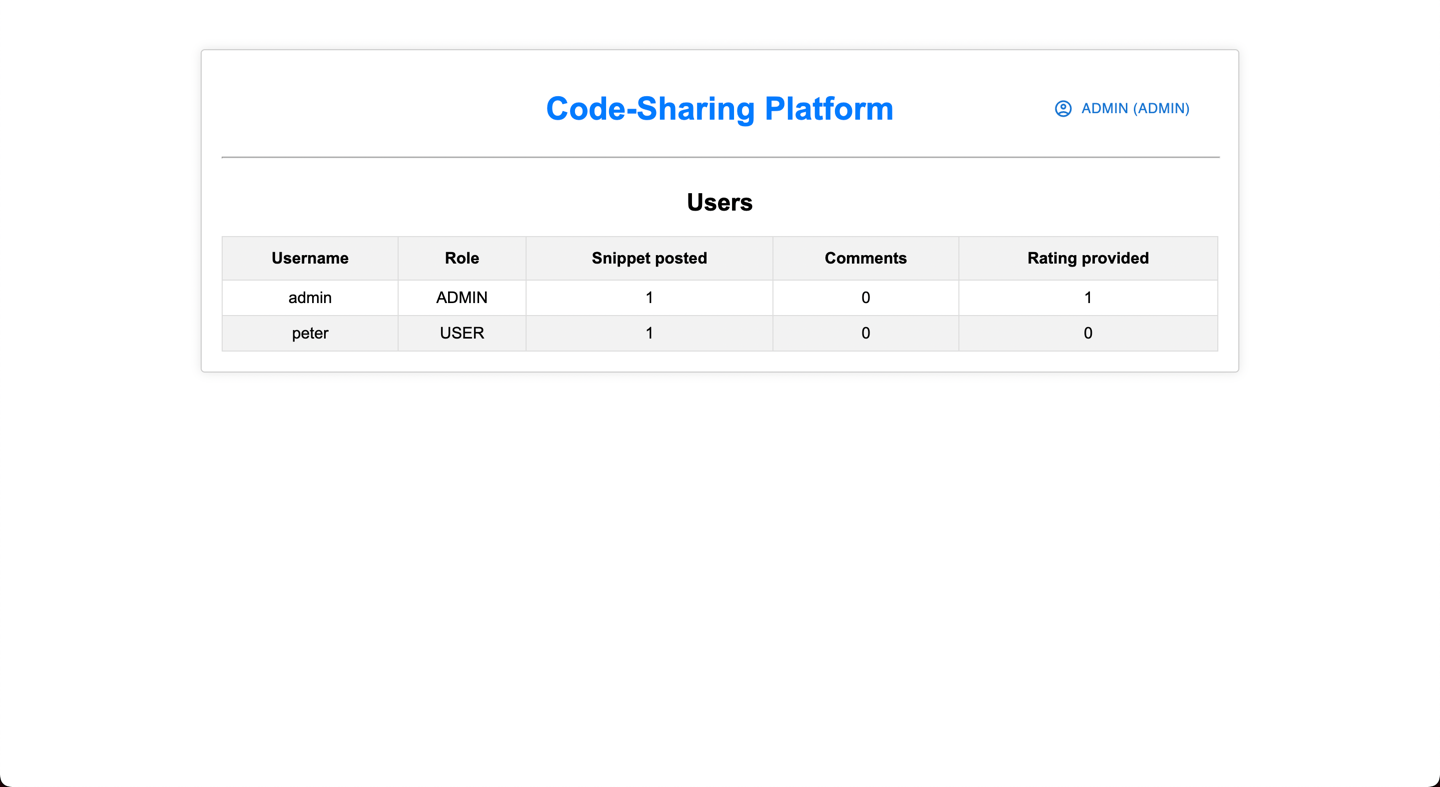 Code-Sharing Platform
ADMIN (ADMIN)
Users
Username Role Snippet posted Comments Rating provided
admin ADMIN 1 0 1
peter USER 1 0 0